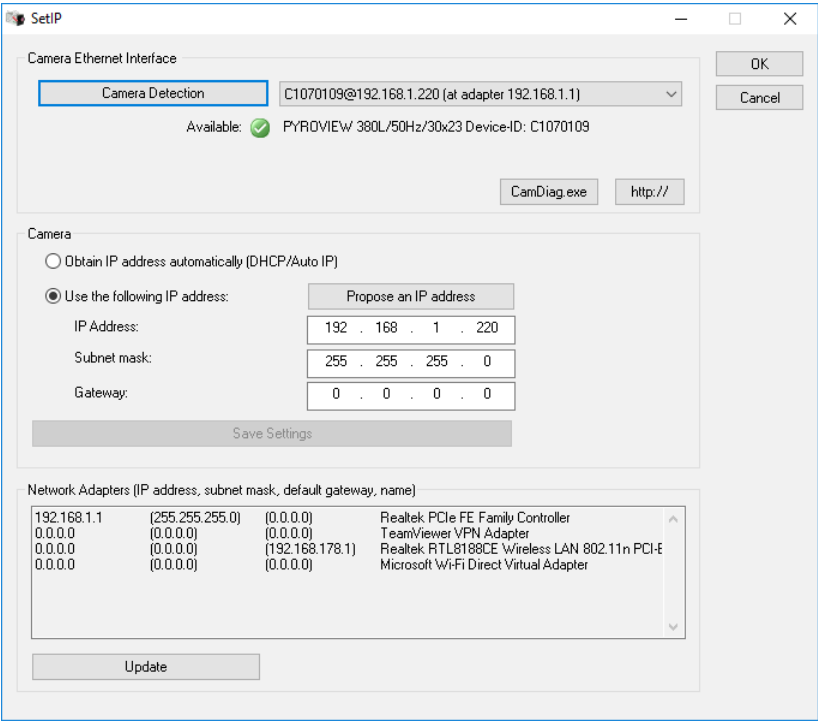 SetIP
Camera Ethernet Interface
OK
Camera Detection
C1070109@192.168.1.220 (at adapter 192.168.1.1)
Cancel
Available: PYROVIEW 380L/50Hz/30x23 Device-ID: C1070109
CamDiag.exe http://
Camera
Obtain IP address automatically (DHCP/Auto IP)
Use the following IP address: Propose an IP address
IP Address: 192 . 168 . 1 . 220
Subnet mask: 255 . 255 . 255 . 0
Gateway: 0 . 0 . 0 . 0
Save Settings
Network Adapters (IP address, subnet mask, default gateway, name)
192.168.1.1 (255.255.255.0) (0.0.0.0) Realtek PCIe FE Family Controller
0.0.0.0 (0.0.0.0) (0.0.0.0) TeamViewer VPN Adapter
0.0.0.0 (0.0.0.0) (192.168.178.1) Realtek RTL8188CE Wireless LAN 802.11n PCI-E
0.0.0.0 (0.0.0.0) (0.0.0.0) Microsoft Wi-Fi Direct Virtual Adapter
Update